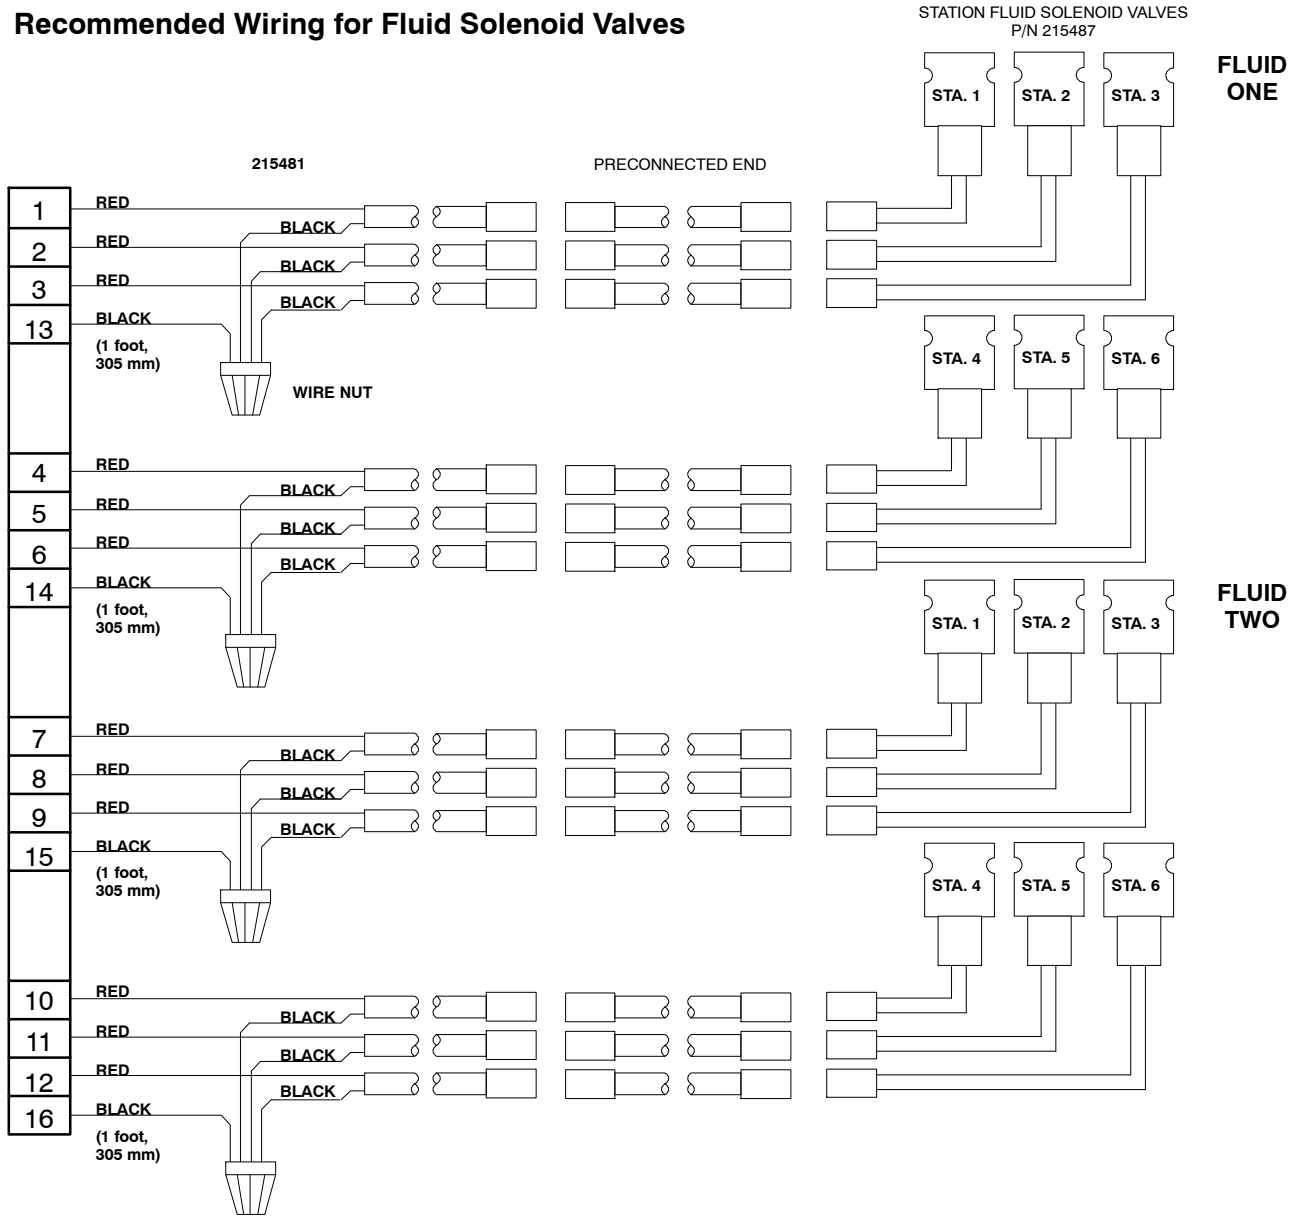 Recommended Wiring for Fluid Solenoid Valves
STATION FLUID SOLENOID VALVES
P/N 215487
FLUID
ONE
STA. 1
STA. 2
STA. 3
215481
PRECONNECTED END
1
RED
BLACK
2
RED
BLACK
3
RED
BLACK
13
BLACK
(1 foot,
305 mm)
WIRE NUT
STA. 4
STA. 5
STA. 6
4
RED
BLACK
5
RED
BLACK
6
RED
BLACK
14
BLACK
(1 foot,
305 mm)
FLUID
TWO
STA. 1
STA. 2
STA. 3
7
RED
BLACK
8
RED
BLACK
9
RED
BLACK
15
BLACK
(1 foot,
305 mm)
STA. 4
STA. 5
STA. 6
10
RED
BLACK
11
RED
BLACK
12
RED
BLACK
16
BLACK
(1 foot,
305 mm)